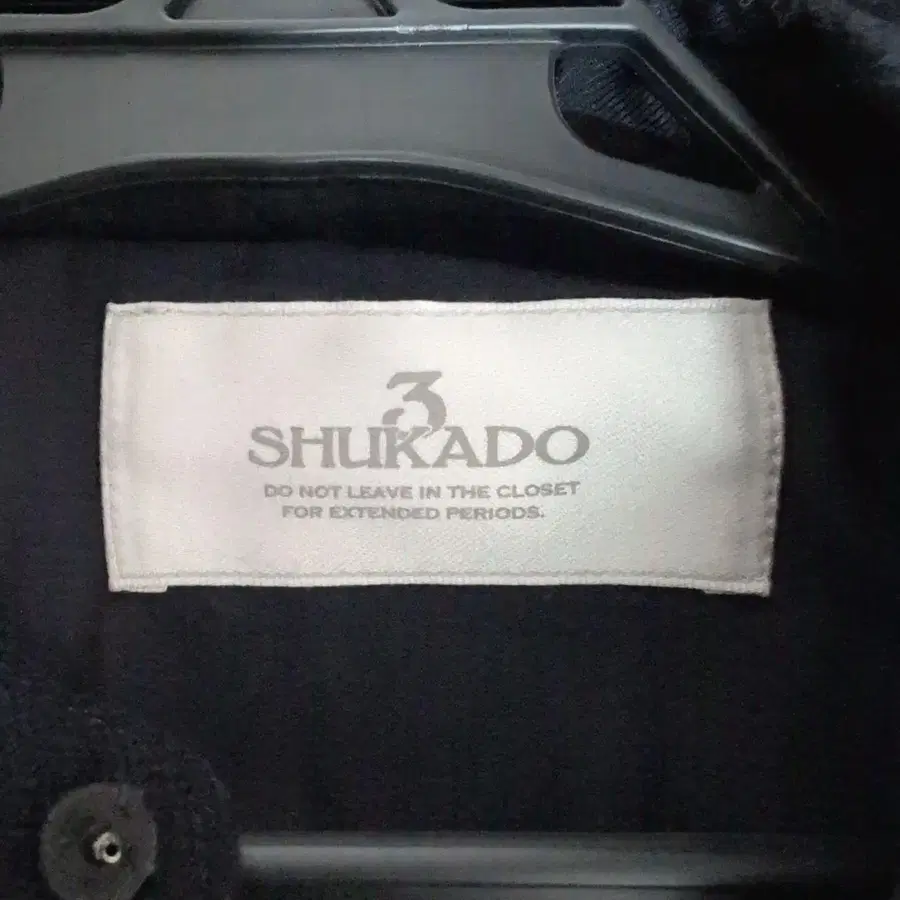 3
SHUKADO
DO NOT LEAVE IN THE CLOSET
FOR EXTENDED PERIODS.